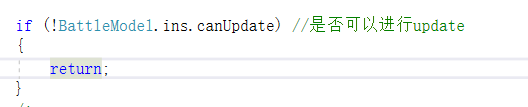 if (!BattleModel.ins.canUpdate) //是否可以进行update
{
return;
}